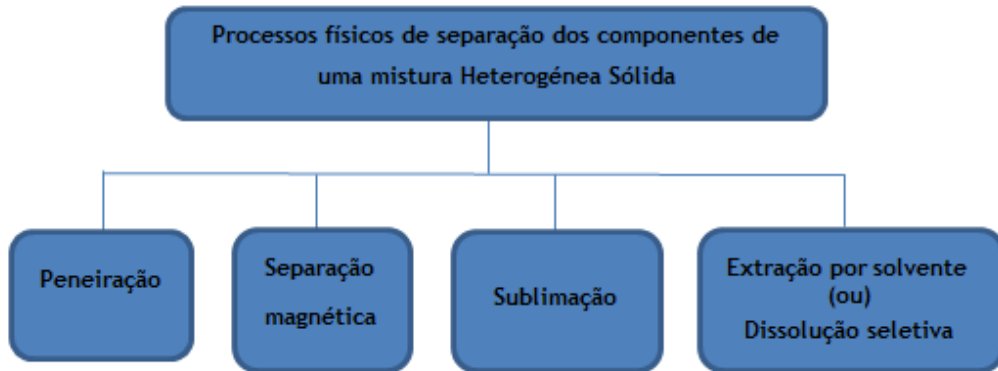 Processos físicos de separação dos componentes de
uma mistura Heterogénea Sólida
Peneiração
Separação
magnética
Sublimação
Extração por solvente
(ou)
Dissolução seletiva